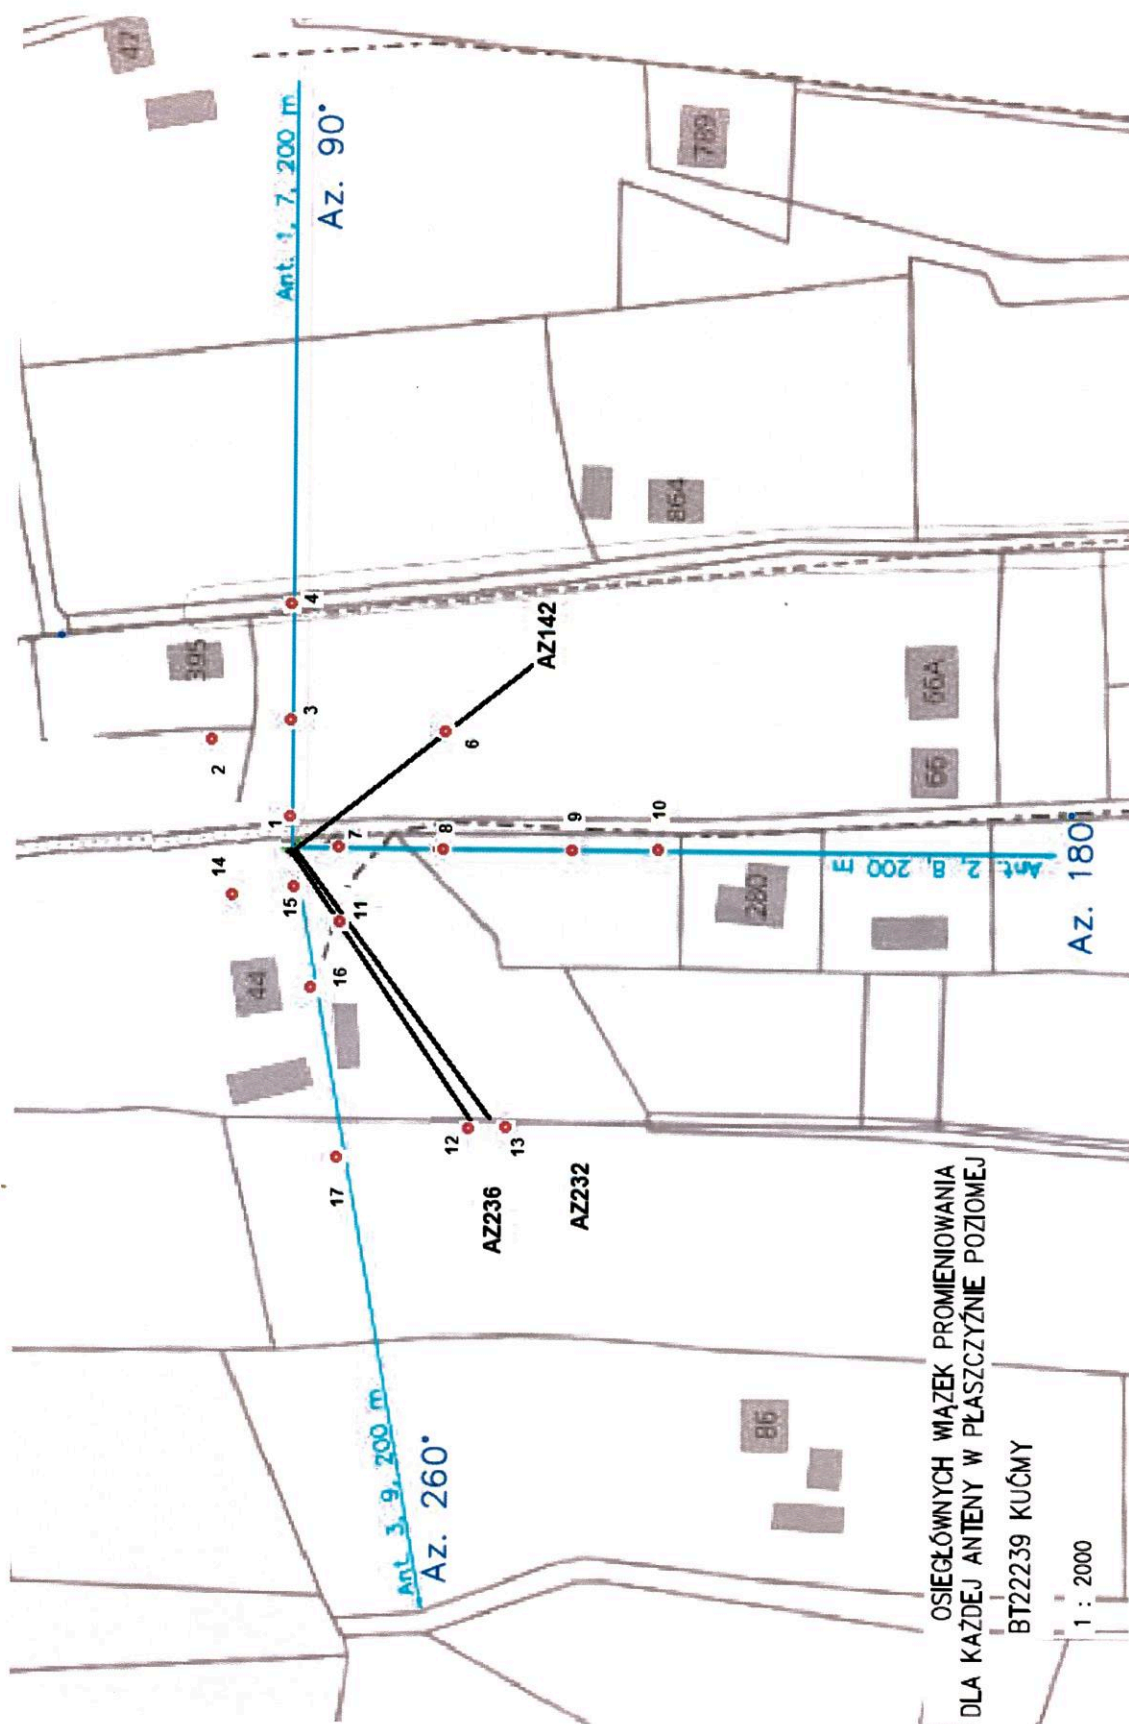 42
Ant. 1, 7, 200 m
Az. 90°
789
395
2
3
4
864
AZ142
1
14
15
7
6
8
9
10
66A
66
44
11
16
280
Ant. 2, 8, 200 m
Az. 180°
12
13
17
AZ236
AZ232
Ant. 3, 9, 200 m
Az. 260°
86
OSIEGŁÓWNYCH WIĄZEK PROMIENIOWANIA
DLA KAŻDEJ ANTENY W PŁASZCZYŹNIE POZIOMEJ
BT22239 KUĆMY
1 : 2000